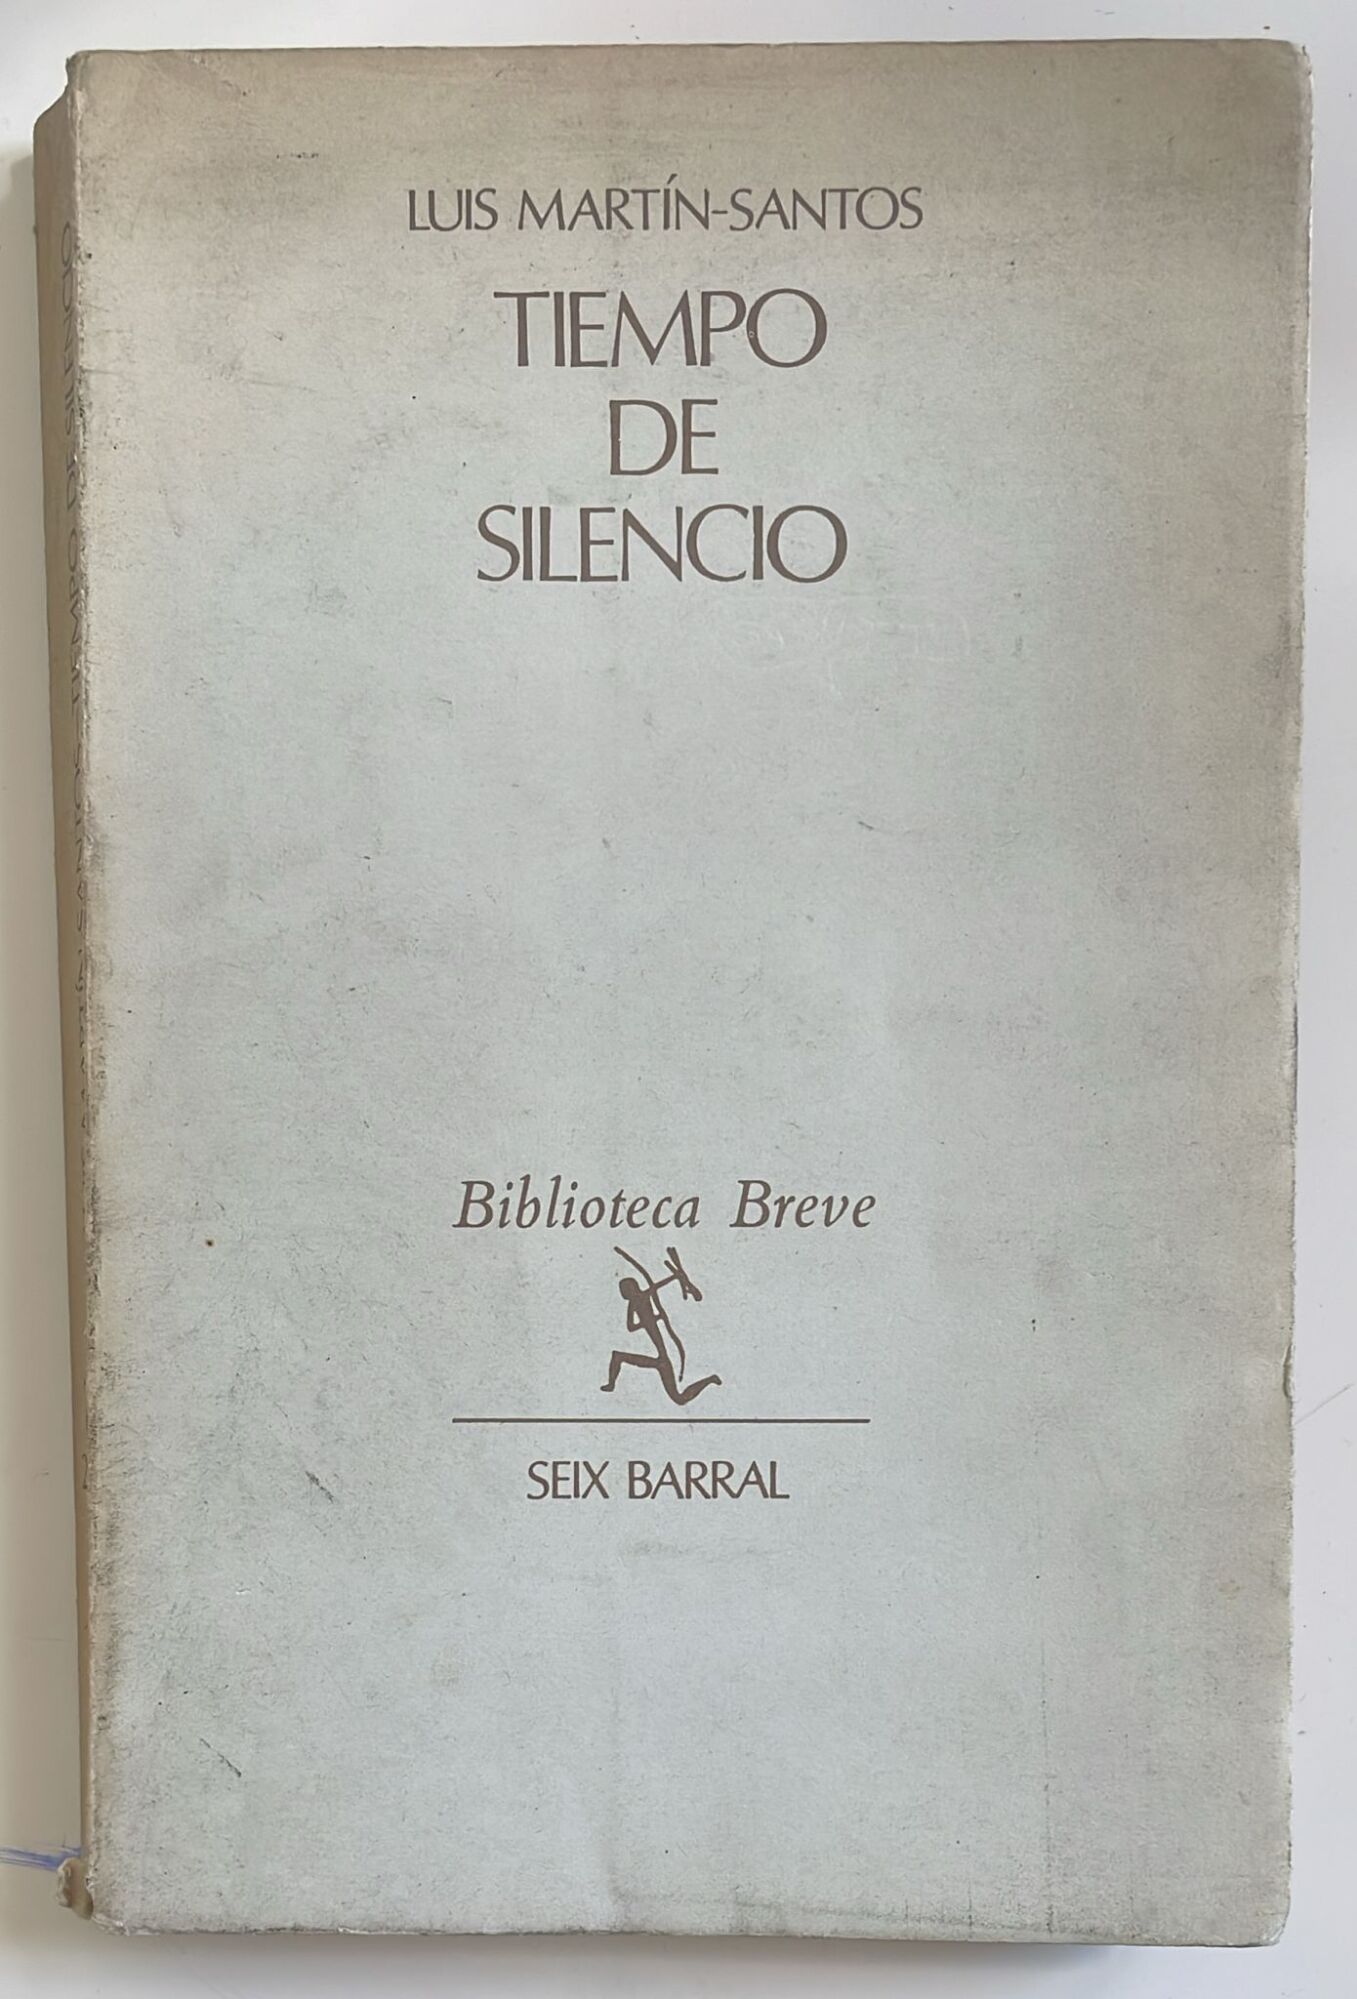 LUIS MARTÍN-SANTOS
TIEMPO
DE
SILENCIO
Biblioteca Breve
SEIX BARRAL